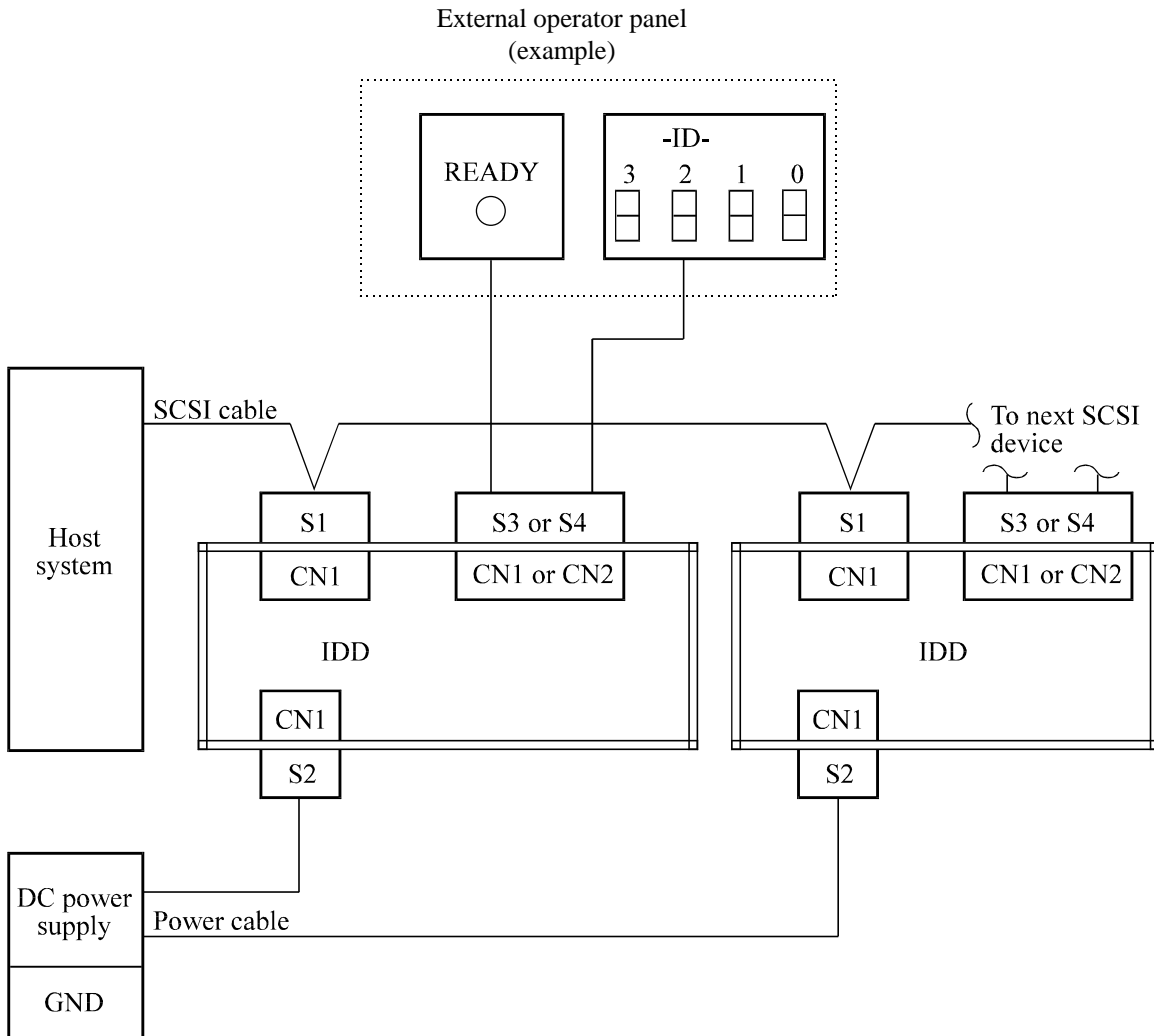 External operator panel
(example)
READY
-ID-
3 2 1 0
SCSI cable
To next SCSI
device
Host
system
S1
S3 or S4
S1
S3 or S4
CN1
CN1 or CN2
CN1
CN1 or CN2
IDD
IDD
CN1
CN1
S2
S2
DC power
supply
Power cable
GND